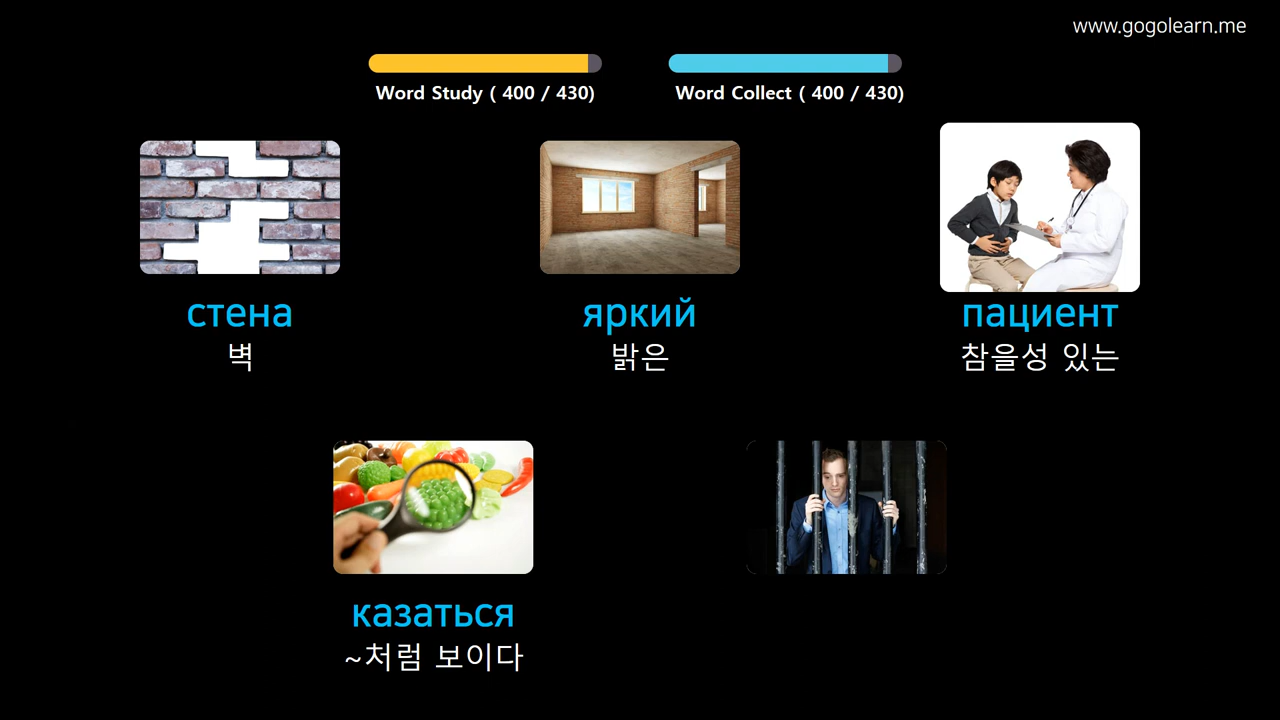 www.gogolearn.me
Word Study ( 400 / 430)
Word Collect ( 400 / 430)
стена
벽
яркий
밝은
пациент
참을성 있는
казаться
~처럼 보이다